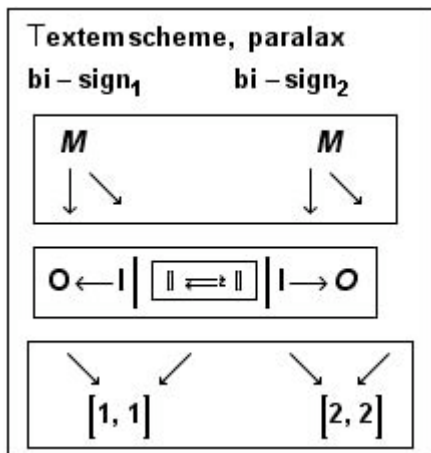 Textemscheme, paralax
bi – sign₁ bi – sign₂
M M
↓ ↘ ↓ ↘
O ← I | || ⇌ || | I → O
↘ ↙ ↘ ↙
[1, 1] [2, 2]